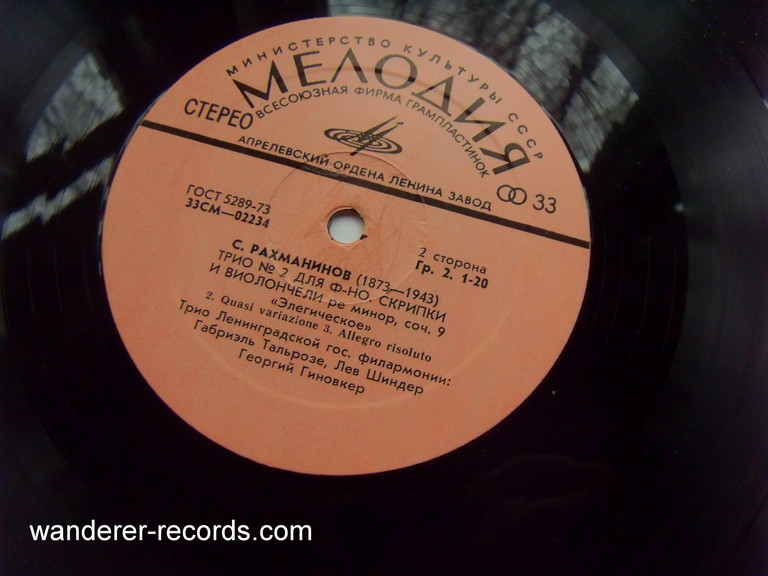 МИНИСТЕРСТВО КУЛЬТУРЫ СССР
МЕЛОДИЯ
ВСЕСОЮЗНАЯ ФИРМА ГРАМПЛАСТИНОК
СТЕРЕО
АПРЕЛЕВСКИЙ ОРДЕНА ЛЕНИНА ЗАВОД
33
ГОСТ 5289-73
33СМ—02234
2 сторона
Гр. 2. 1-20
С. РАХМАНИНОВ (1873—1943)
ТРИО № 2 ДЛЯ Ф-НО, СКРИПКИ
И ВИОЛОНЧЕЛИ ре минор, соч. 9
«Элегическое»
2. Quasi variazione 3. Allegro risoluto
Трио Ленинградской гос. филармонии:
Габриэль Тальрозе, Лев Шиндер
Георгий Гиновкер
wanderer-records.com